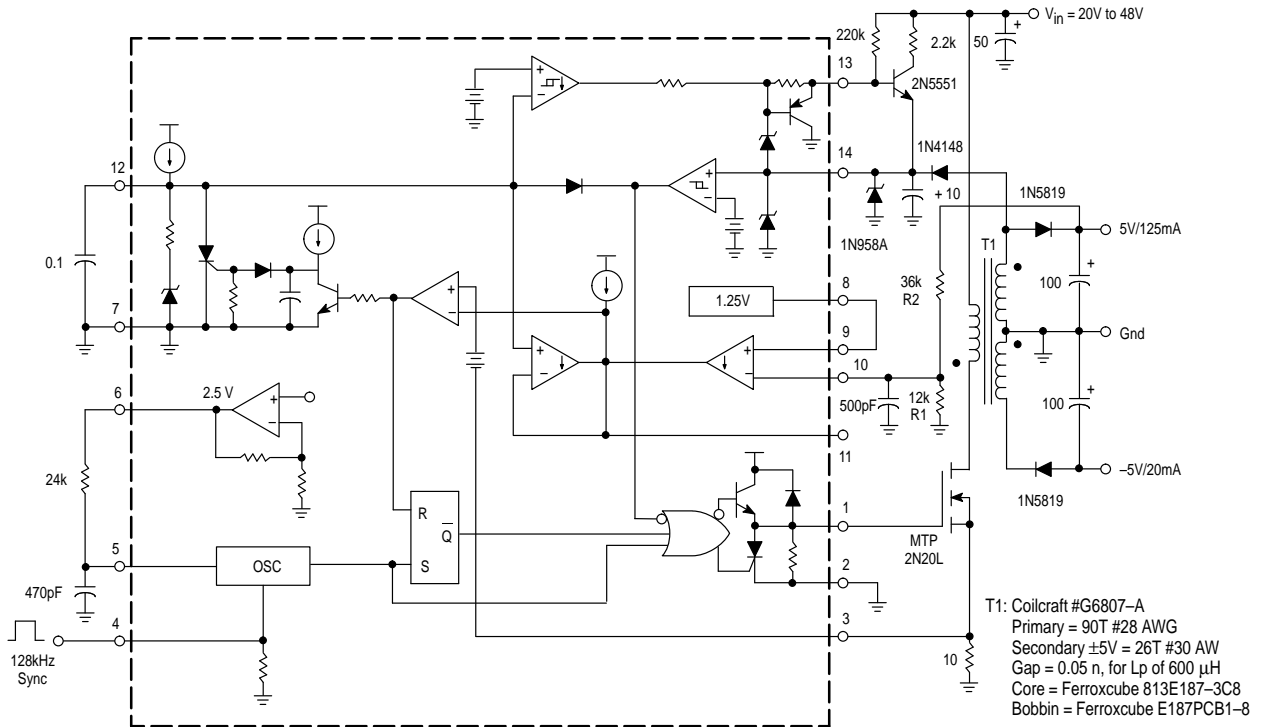 Vin = 20V to 48V
220k
2.2k
50
+
13
2N5551
+
–
12
14
1N4148
+
–
+ 10
1N5819
1N958A
T1
5V/125mA
0.1
36k
R2
+
100
8
1.25V
7
+
–
9
Gnd
+
–
+
–
10
6
2.5 V
+
–
500pF
12k
R1
+
100
11
24k
–5V/20mA
1N5819
R
Q
S
1
MTP
2N20L
5
OSC
2
470pF
4
3
128kHz
Sync
10
T1: Coilcraft #G6807–A
Primary = 90T #28 AWG
Secondary ±5V = 26T #30 AW
Gap = 0.05 n, for Lp of 600 μH
Core = Ferroxcube 813E187–3C8
Bobbin = Ferroxcube E187PCB1–8